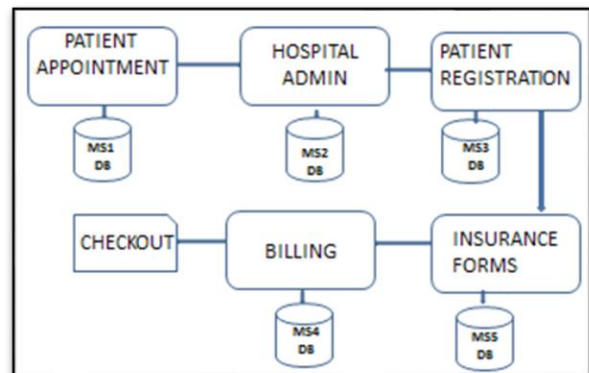 PATIENT
APPOINTMENT
HOSPITAL
ADMIN
PATIENT
REGISTRATION
MS1
DB
MS2
DB
MS3
DB
CHECKOUT
BILLING
INSURANCE
FORMS
MS4
DB
MS5
DB